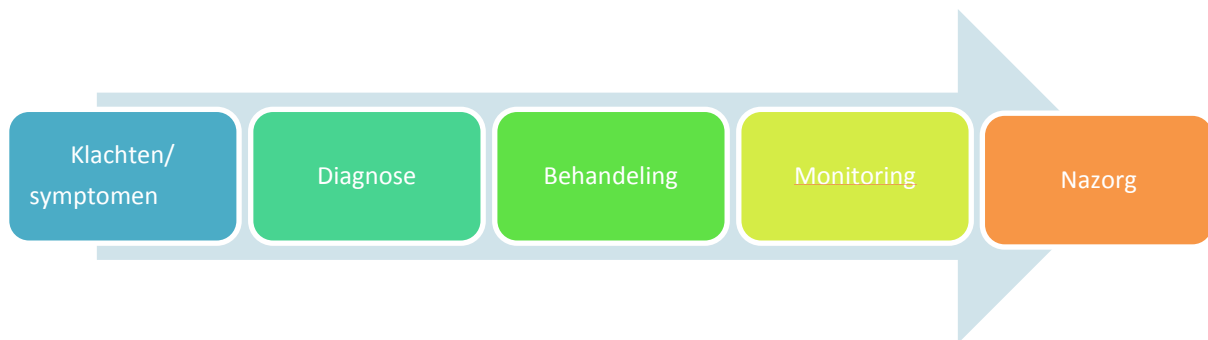 Klachten/
symptomen
Diagnose
Behandeling
Monitoring
Nazorg